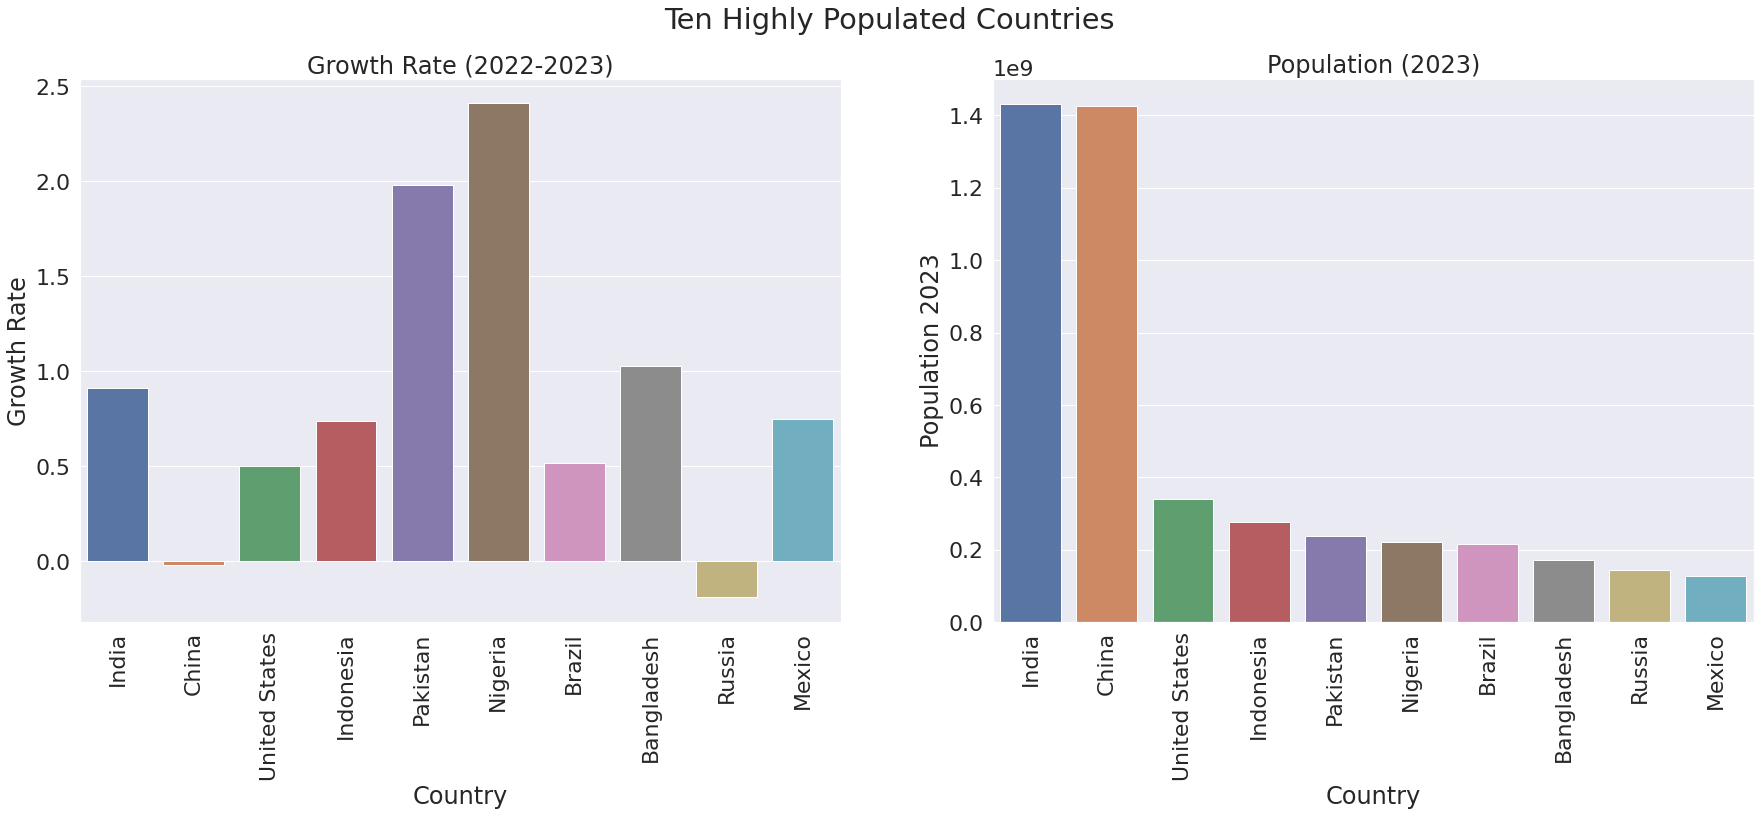 Ten Highly Populated Countries
Growth Rate (2022-2023)
Growth Rate
2.5
2.0
1.5
1.0
0.5
0.0
India
China
United States
Indonesia
Pakistan
Nigeria
Brazil
Bangladesh
Russia
Mexico
Country
Population (2023)
1e9
Population 2023
1.4
1.2
1.0
0.8
0.6
0.4
0.2
0.0
India
China
United States
Indonesia
Pakistan
Nigeria
Brazil
Bangladesh
Russia
Mexico
Country